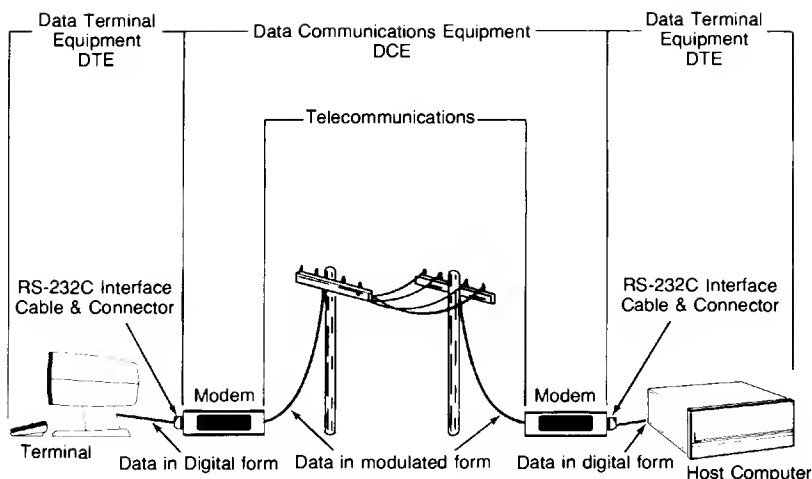 Data Terminal
Equipment
DTE
Data Communications Equipment
DCE
Data Terminal
Equipment
DTE
Telecommunications
RS-232C Interface
Cable & Connector
RS-232C Interface
Cable & Connector
Modem
Modem
Terminal
Data in Digital form
Data in modulated form
Data in digital form
Host Computer